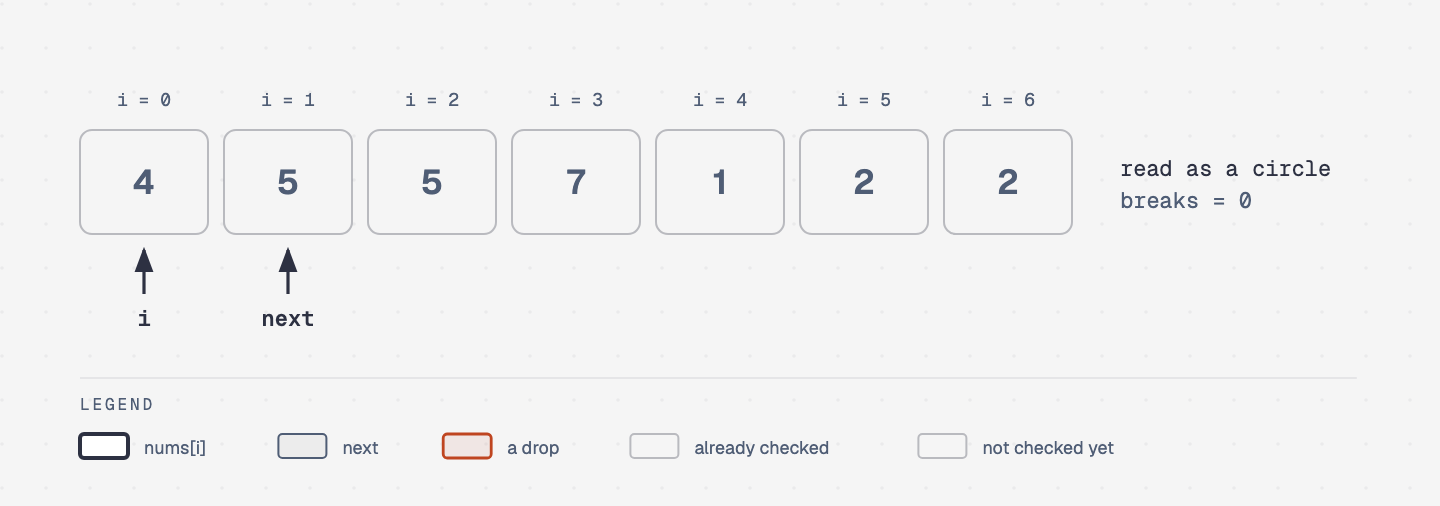 i = 0 i = 1 i = 2 i = 3 i = 4 i = 5 i = 6
4 5 5 7 1 2 2
read as a circle
breaks = 0
i next
LEGEND
nums[i] next a drop already checked not checked yet